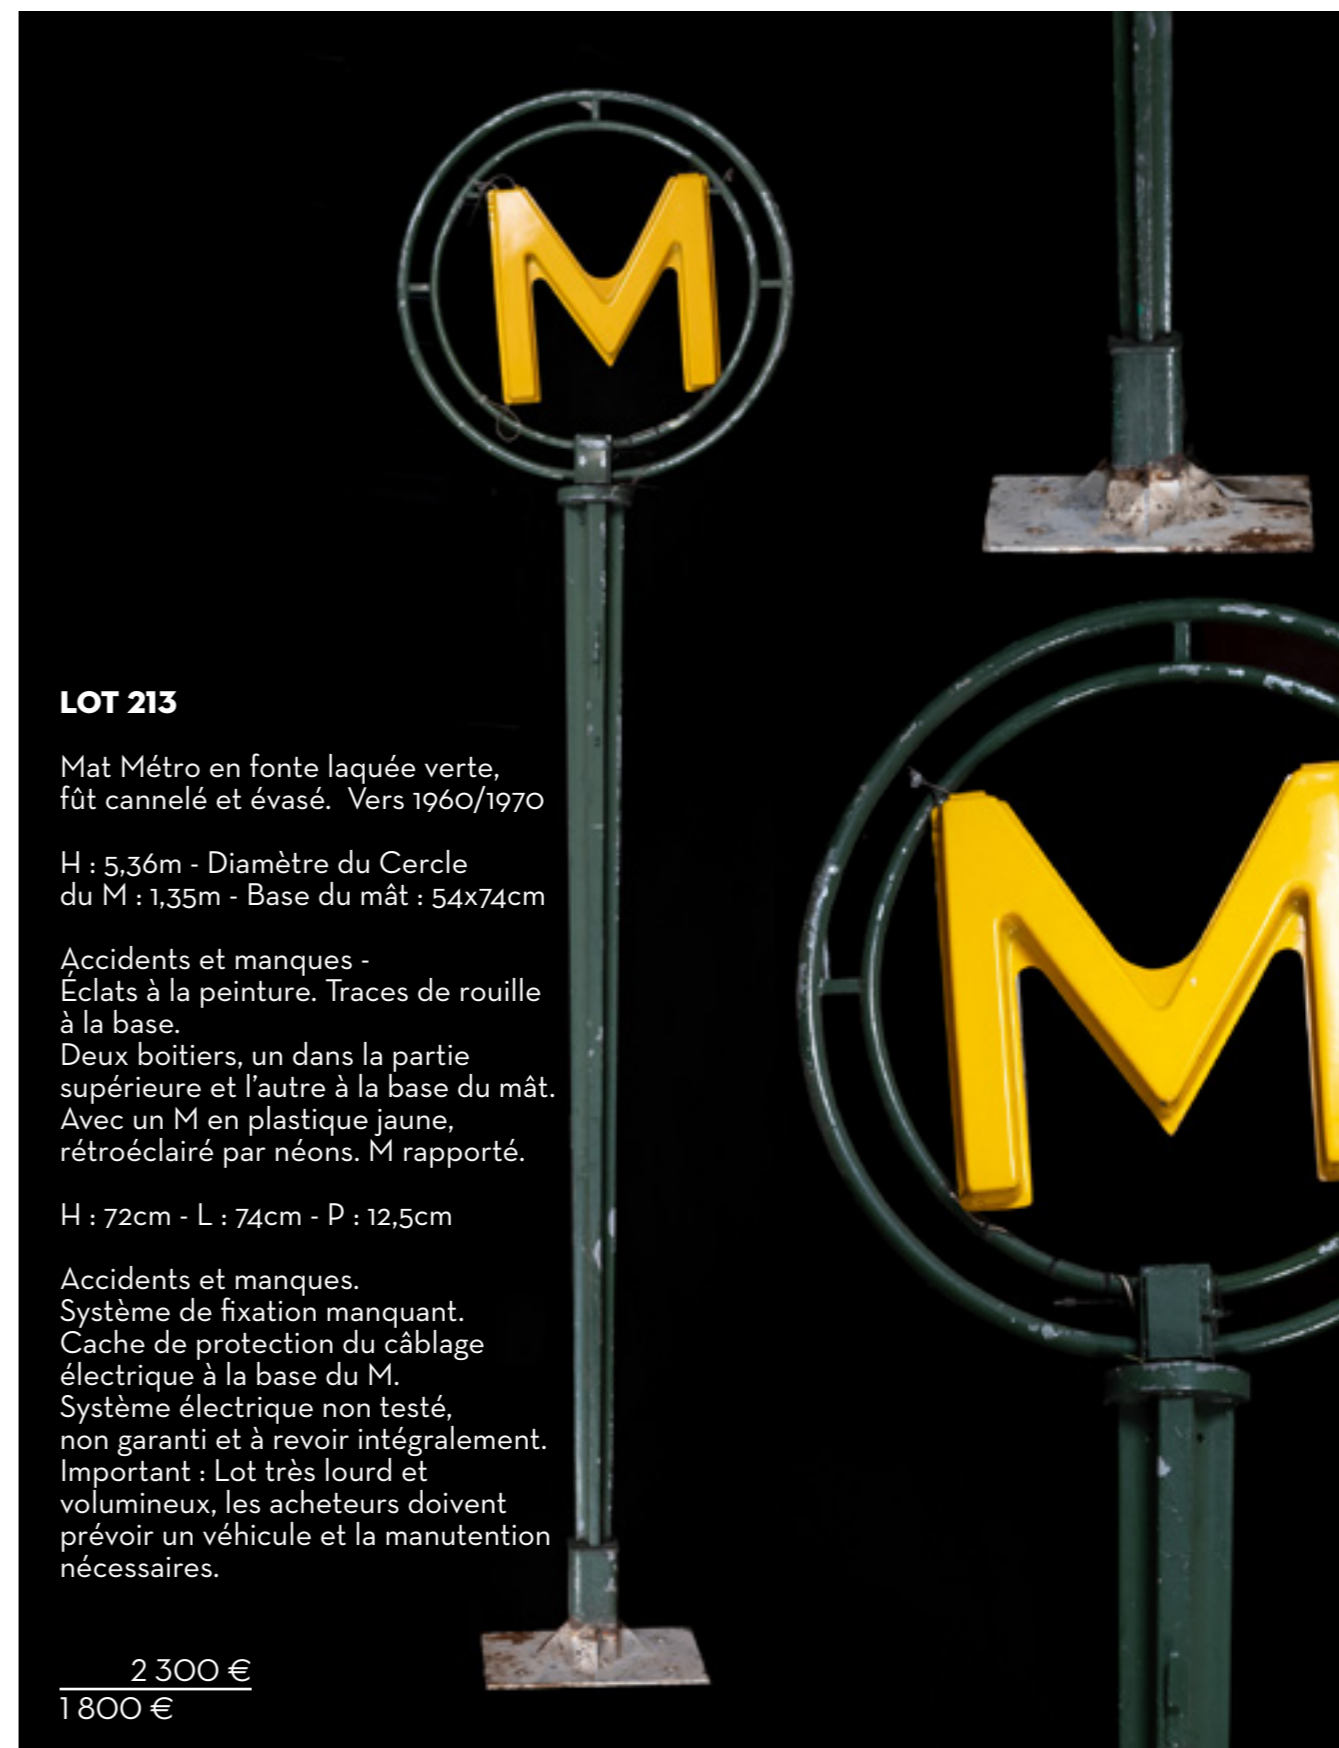 M
M
LOT 213
Mat Métro en fonte laquée verte,
fût cannelé et évasé.  Vers 1960/1970
H : 5,36m - Diamètre du Cercle
du M : 1,35m - Base du mât : 54x74cm
Accidents et manques -
Éclats à la peinture. Traces de rouille
à la base.
Deux boitiers, un dans la partie
supérieure et l’autre à la base du mât.
Avec un M en plastique jaune,
rétroéclairé par néons. M rapporté.
H : 72cm - L : 74cm - P : 12,5cm
Accidents et manques.
Système de fixation manquant.
Cache de protection du câblage
électrique à la base du M.
Système électrique non testé,
non garanti et à revoir intégralement.
Important : Lot très lourd et
volumineux, les acheteurs doivent
prévoir un véhicule et la manutention
nécessaires.
2 300 €
1 800 €